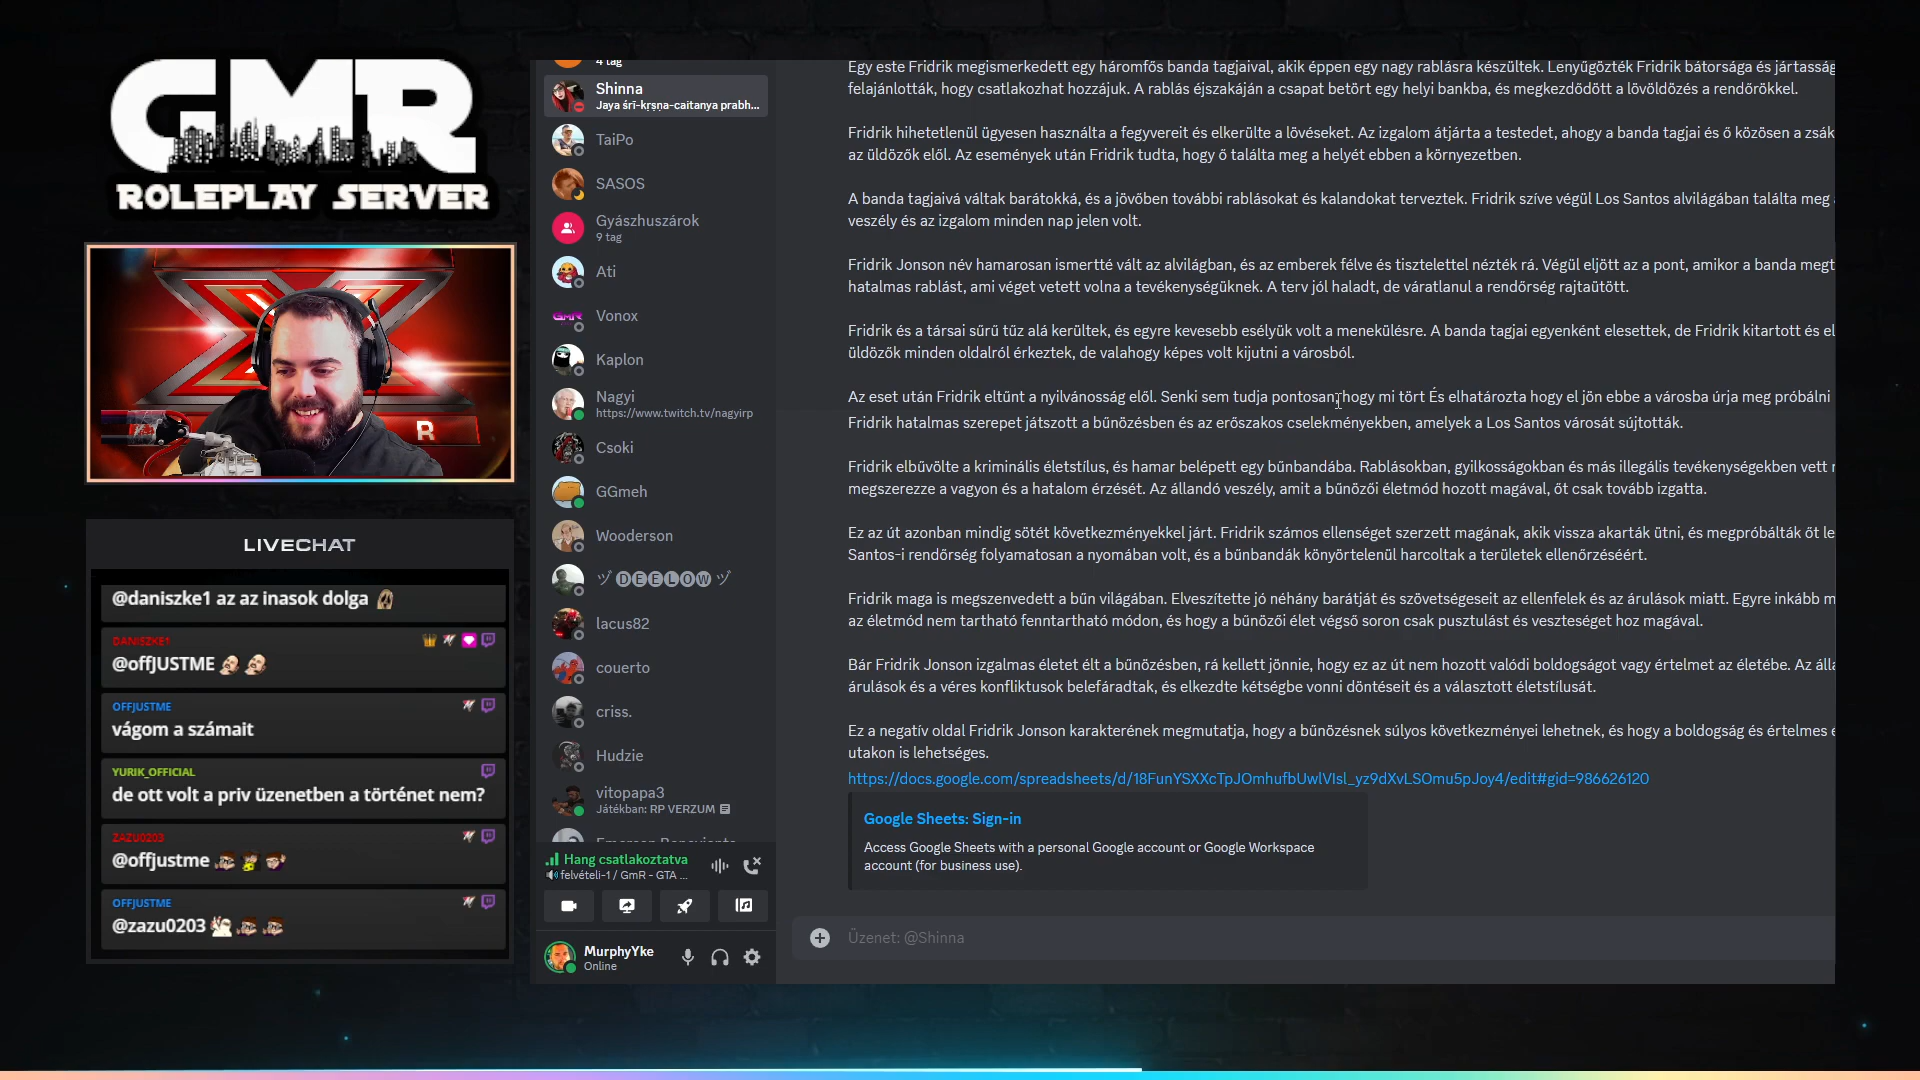 GMR
ROLEPLAY SERVER
R
LIVECHAT
@daniszke1 az az inasok dolga
DANISZKE1
@offJUSTME
OFFJUSTME
vágom a számait
YURIK_OFFICIAL
de ott volt a priv üzenetben a történet nem?
ZAZU0203
@offjustme
OFFJUSTME
@zazu0203
4 tag
Shinna
Jaya śrī-kṛṣṇa-caitanya prabh...
TaiPo
SASOS
Gyászhuszárok
9 tag
Ati
Vonox
Kaplon
Nagyi
https://www.twitch.tv/nagyirp
Csoki
GGmeh
Wooderson
ヅ 🅓🅔🅔🅛🅞🅦 ヅ
lacus82
couerto
criss.
Hudzie
vitopapa3
Játékban: RP VERZUM
Hang csatlakoztatva
felvételi-1 / GmR - GTA ...
MurphyYke
Online
Egy este Fridrik megismerkedett egy háromfős banda tagjaival, akik éppen egy nagy rablásra készültek. Lenyűgözték Fridrik bátorsága és jártasság
felajánlották, hogy csatlakozhat hozzájuk. A rablás éjszakáján a csapat betört egy helyi bankba, és megkezdődött a lövöldözés a rendőrökkel.
Fridrik hihetetlenül ügyesen használta a fegyvereit és elkerülte a lövéseket. Az izgalom átjárta a testedet, ahogy a banda tagjai és ő közösen a zsák
az üldözök elől. Az események után Fridrik tudta, hogy ő találta meg a helyét ebben a környezetben.
A banda tagjaivá váltak barátokká, és a jövőben további rablásokat és kalandokat terveztek. Fridrik szíve végül Los Santos alvilágában találta meg
veszély és az izgalom minden nap jelen volt.
Fridrik Jonson név hamarosan ismertté vált az alvilágban, és az emberek félve és tisztelettel nézték rá. Végül eljött az a pont, amikor a banda megt
hatalmas rablást, ami véget vetett volna a tevékenységüknek. A terv jól haladt, de váratlanul a rendőrség rajtaütött.
Fridrik és a társai sűrű tűz alá kerültek, és egyre kevesebb esélyük volt a menekülésre. A banda tagjai egyenként elesettek, de Fridrik kitartott és el
üldözök minden oldalról érkeztek, de valahogy képes volt kijutni a városból.
Az eset után Fridrik eltűnt a nyilvánosság elől. Senki sem tudja pontosan, hogy mi tört És elhatározta hogy el jön ebbe a városba úrja meg próbálni
Fridrik hatalmas szerepet játszott a bűnözésben és az erőszakos cselekményekben, amelyek a Los Santos városát sújtották.
Fridrik elbűvölte a kriminális életstílus, és hamar belépett egy bűnbandába. Rablásokban, gyilkosságokban és más illegális tevékenységekben vett r
megszerezze a vagyon és a hatalom érzését. Az állandó veszély, amit a bűnözői életmód hozott magával, őt csak tovább izgatta.
Ez az út azonban mindig sötét következményekkel járt. Fridrik számos ellenséget szerzett magának, akik vissza akarták ütni, és megpróbálták őt le
Santos-i rendőrség folyamatosan a nyomában volt, és a bűnbandák könyörtelenül harcoltak a területek ellenőrzéséért.
Fridrik maga is megszenvedett a bűn világában. Elveszítette jó néhány barátját és szövetségeseit az ellenfelek és az árulások miatt. Egyre inkább m
az életmód nem tartható fenntartható módon, és hogy a bűnözői élet végső soron csak pusztulást és veszteséget hoz magával.
Bár Fridrik Jonson izgalmas életet élt a bűnözésben, rá kellett jönnie, hogy ez az út nem hozott valódi boldogságot vagy értelmet az életébe. Az álla
árulások és a véres konfliktusok belefáradtak, és elkezdte kétségbe vonni döntéseit és a választott életstílusát.
Ez a negatív oldal Fridrik Jonson karakterének megmutatja, hogy a bűnözésnek súlyos következményei lehetnek, és hogy a boldogság és értelmes é
utakon is lehetséges.
https://docs.google.com/spreadsheets/d/18FunYSXXcTpJOmhufbUwlVIsl_yz9dXvLSOmu5pJoy4/edit#gid=986626120
Google Sheets: Sign-in
Access Google Sheets with a personal Google account or Google Workspace
account (for business use).
Üzenet: @Shinna